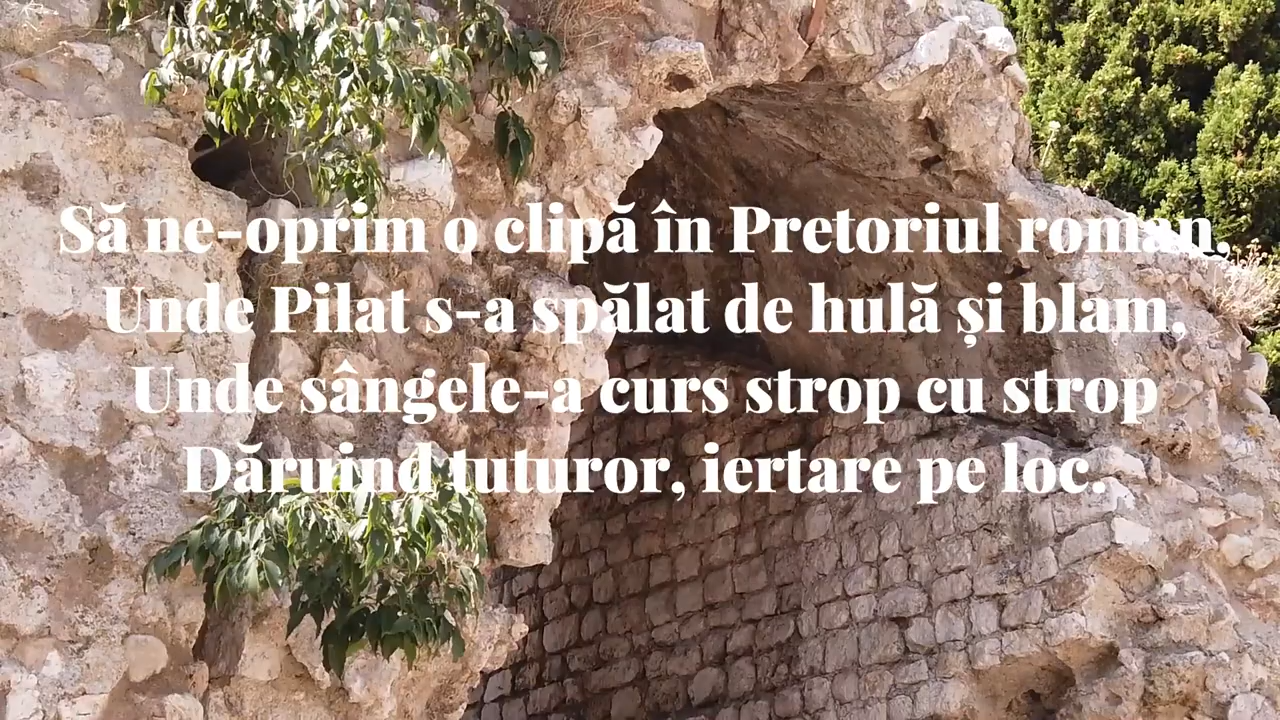 Să ne-oprim o clipă în Pretoriul roman,
Unde Pilat s-a spălat de hulă și blam,
Unde sângele-a curs strop cu strop
Dăruind tuturor, iertare pe loc.